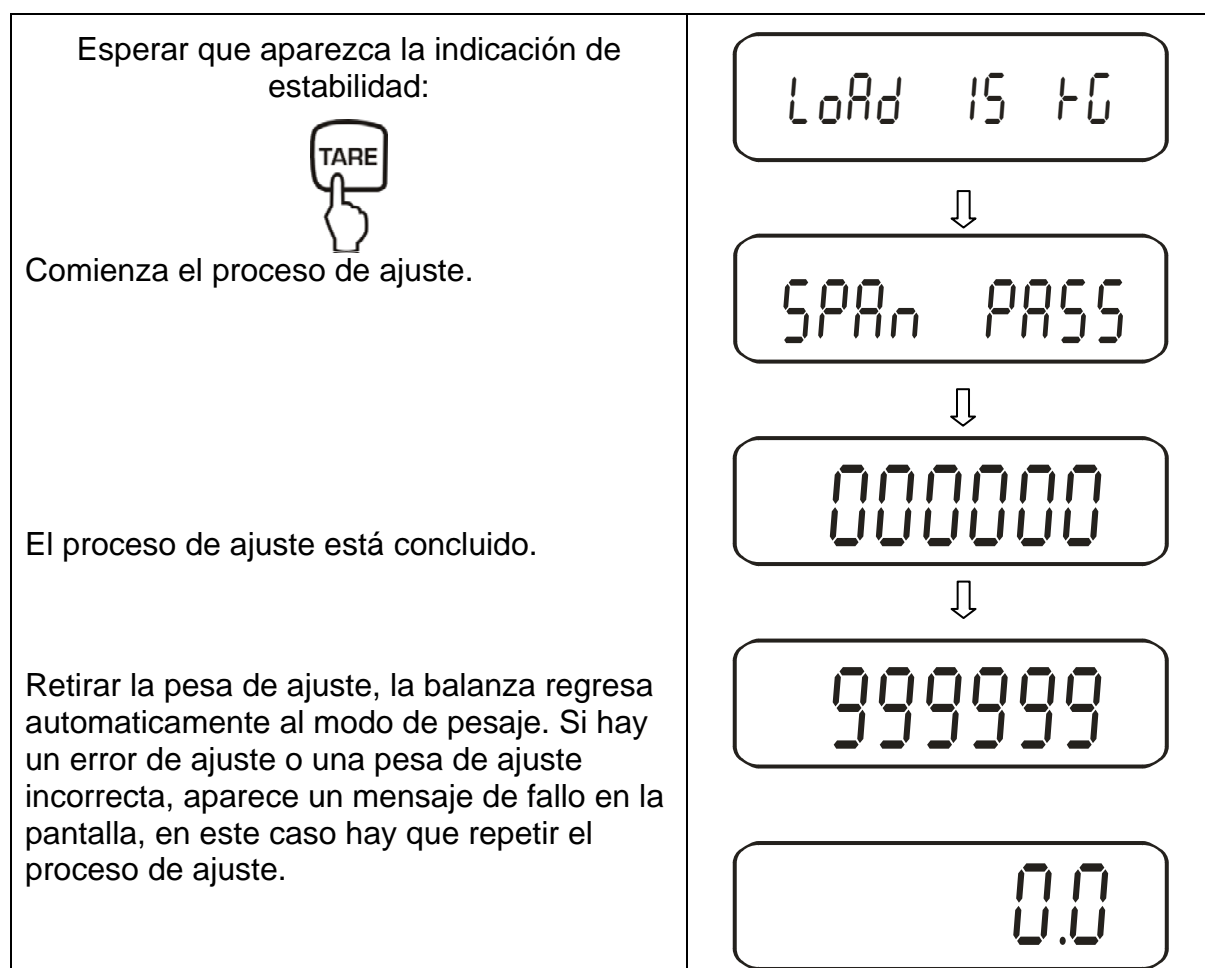 Esperar que aparezca la indicación de
estabilidad:
TARE
Comienza el proceso de ajuste.
El proceso de ajuste está concluido.
Retirar la pesa de ajuste, la balanza regresa
automaticamente al modo de pesaje. Si hay
un error de ajuste o una pesa de ajuste
incorrecta, aparece un mensaje de fallo en la
pantalla, en este caso hay que repetir el
proceso de ajuste.
LoAd 15 KG
SPAn PASS
000000
999999
0.0